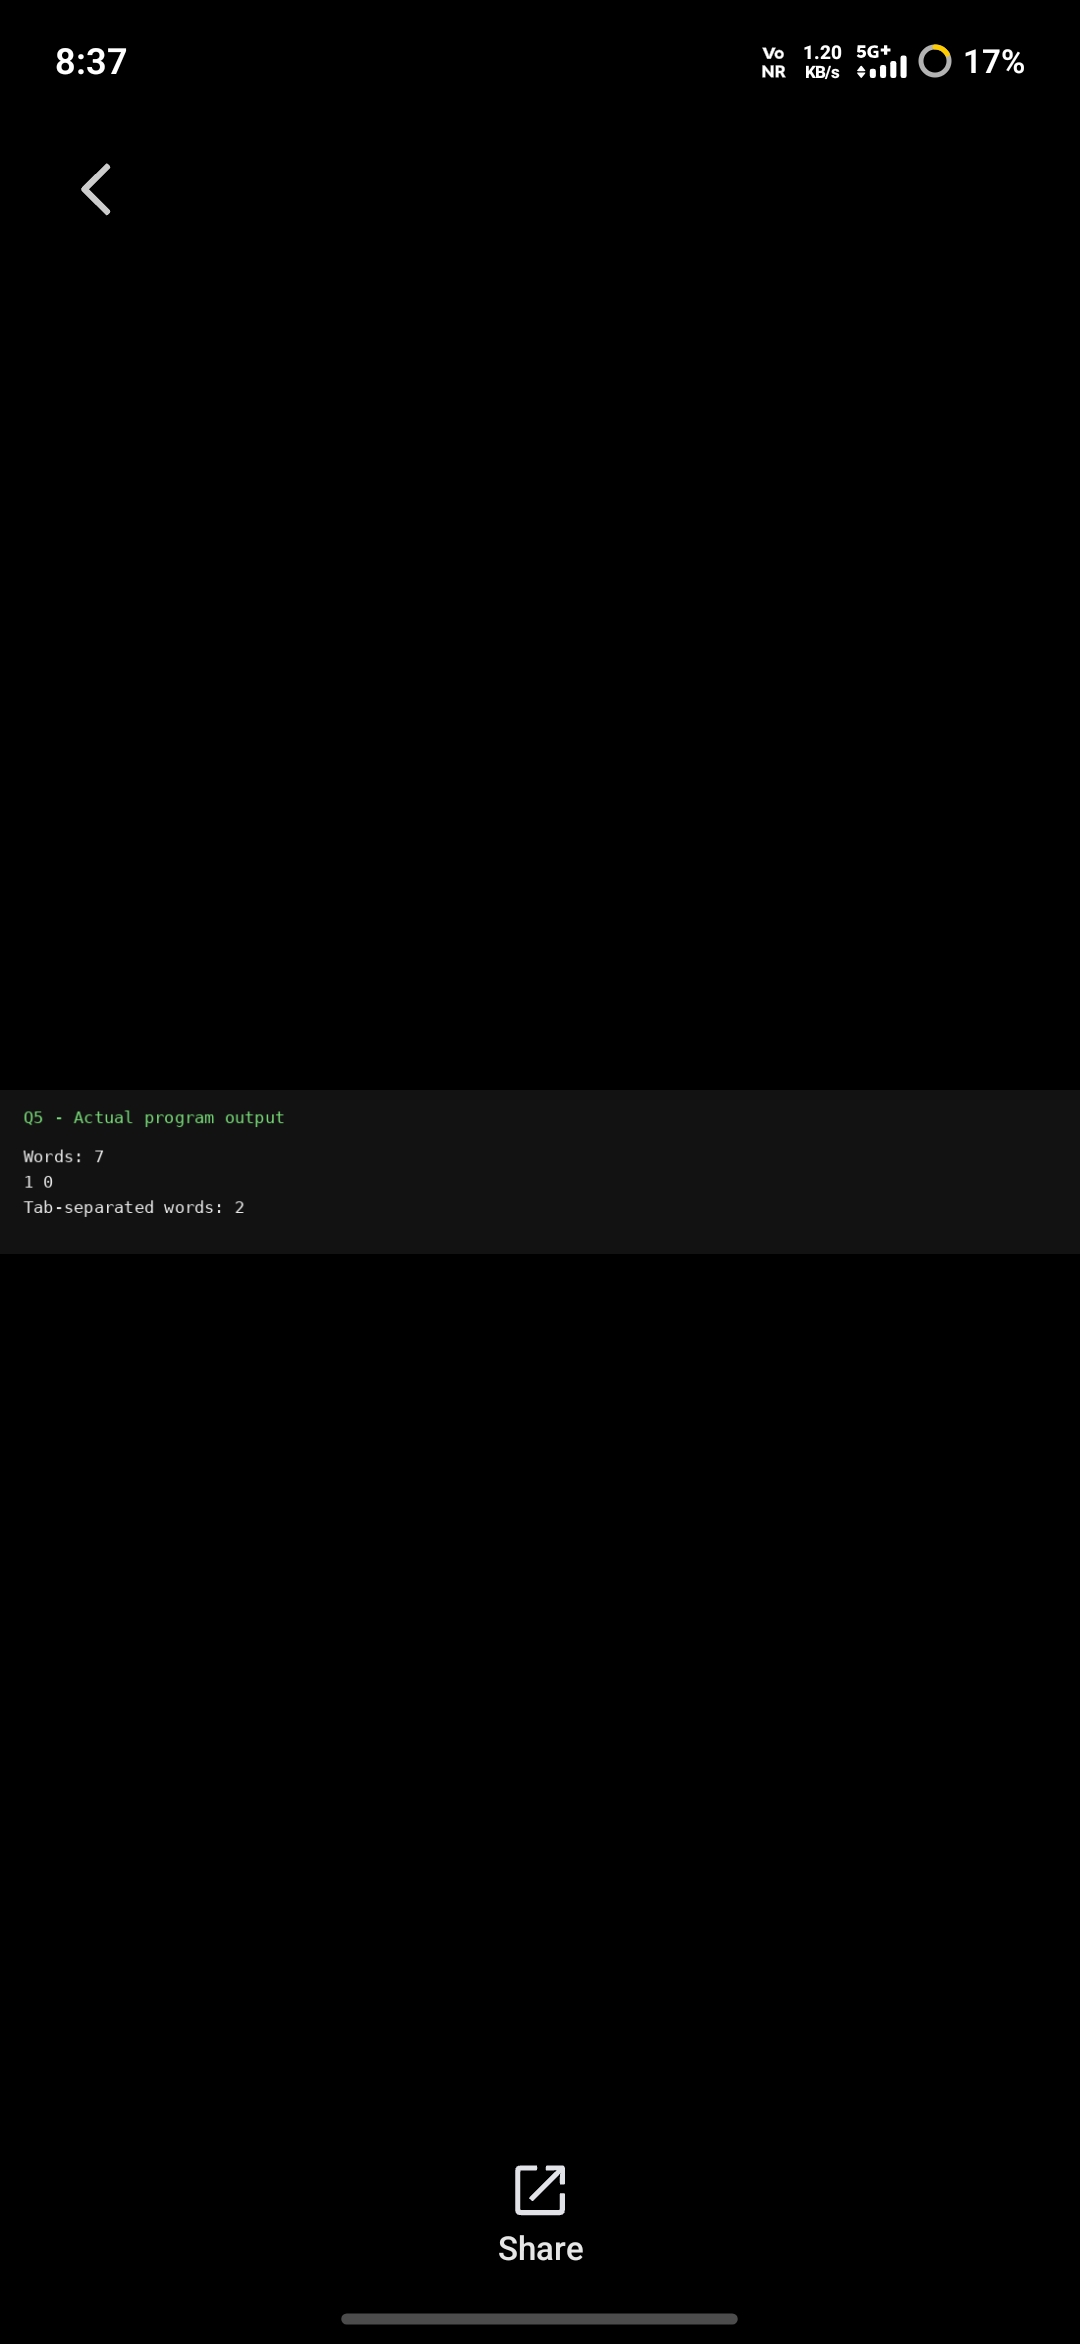 8:37
Vo NR 1.20 KB/s 5G+ 17%
Q5 - Actual program output
Words: 7
1 0
Tab-separated words: 2
Share